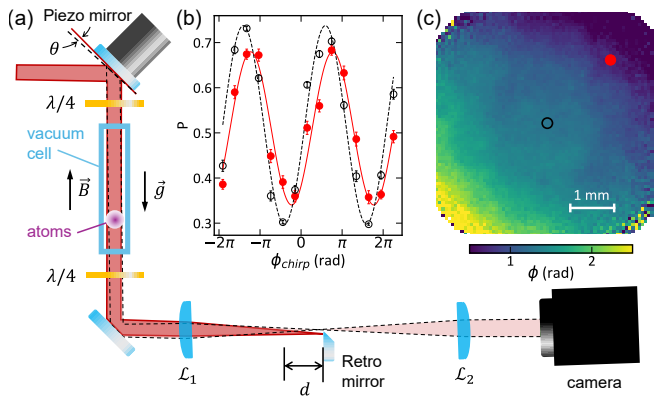 (a)
Piezo mirror
θ
λ/4
vacuum
cell
B⃗
g⃗
atoms
λ/4
ℒ₁
d
Retro
mirror
ℒ₂
camera
(b)
P
0.7
0.6
0.5
0.4
0.3
−2π
−π
0
π
2π
ϕchirp (rad)
(c)
1 mm
1
2
ϕ (rad)